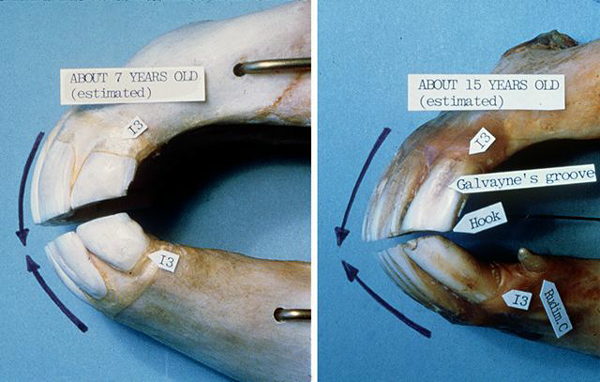 ABOUT 7 YEARS OLD
(estimated)
I3
I3
ABOUT 15 YEARS OLD
(estimated)
I3
Galvayne's groove
Hook
I3
Rudim.C